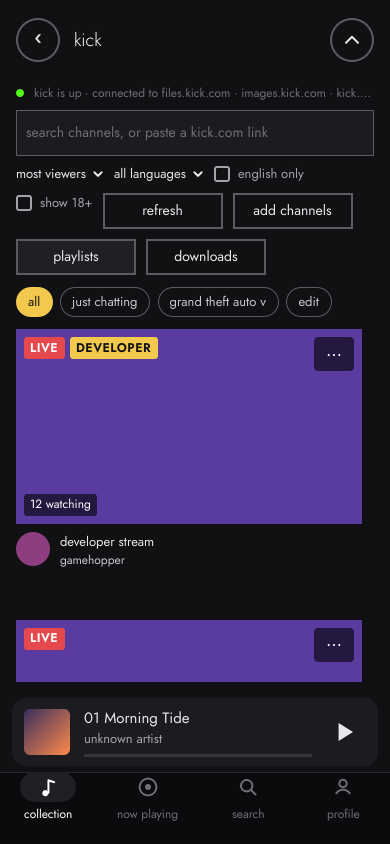 kick
kick is up · connected to files.kick.com · images.kick.com · kick....
search channels, or paste a kick.com link
most viewers all languages english only
show 18+ refresh add channels
playlists downloads
all just chatting grand theft auto v edit
LIVE DEVELOPER ...
12 watching
developer stream
gamehopper
LIVE ...
01 Morning Tide
unknown artist
collection now playing search profile